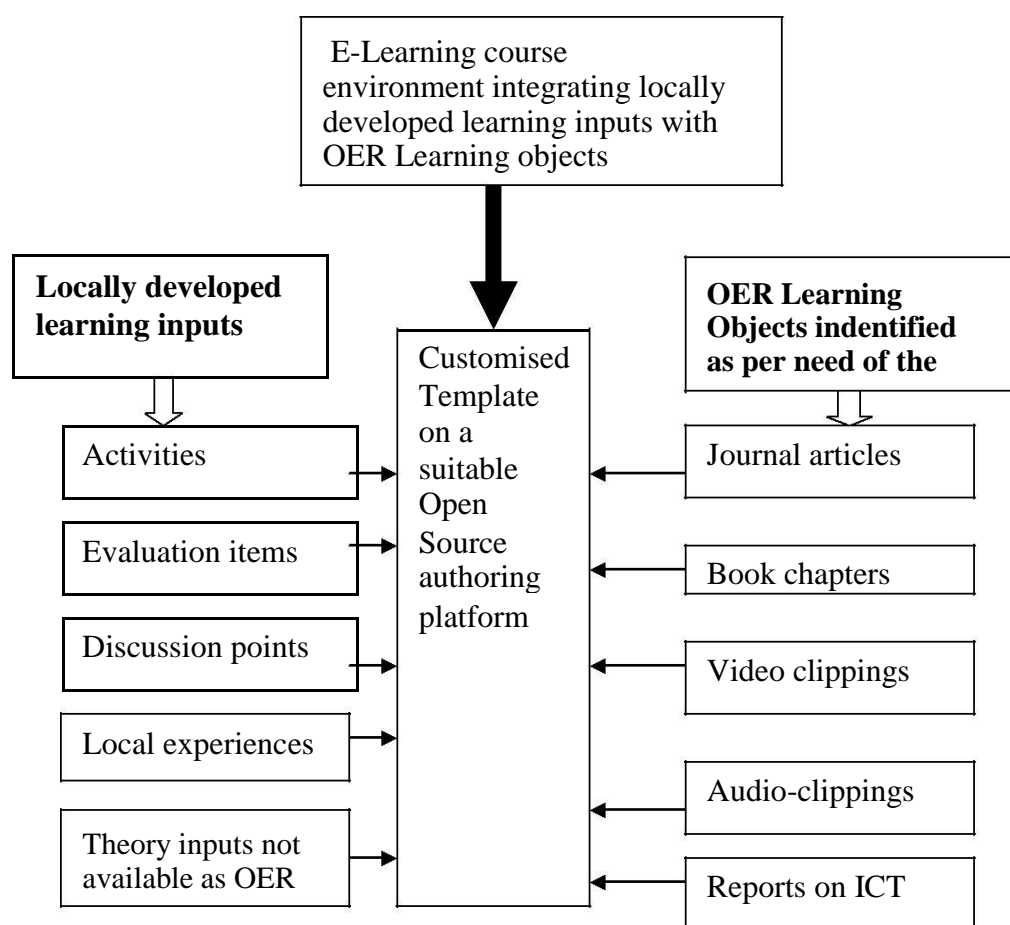 E-Learning course
environment integrating locally
developed learning inputs with
OER Learning objects
Locally developed
learning inputs
OER Learning
Objects indentified
as per need of the
Customised
Template
on a
suitable
Open
Source
authoring
platform
Activities
Evaluation items
Discussion points
Local experiences
Theory inputs not
available as OER
Journal articles
Book chapters
Video clippings
Audio-clippings
Reports on ICT